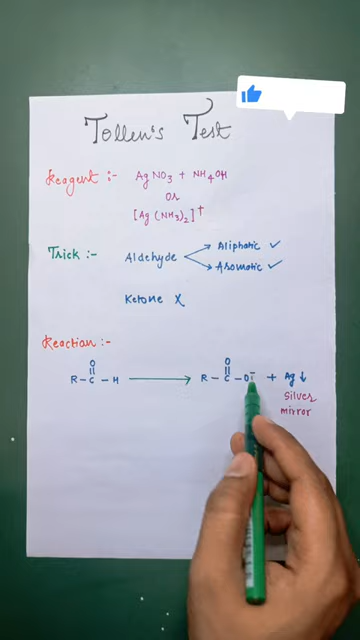 Tollen's Test
Reagent :- AgNO3 + NH4OH
or
[Ag(NH3)2]+
Trick :- Aldehyde Aliphatic ✓
Aromatic ✓
Ketone X
Reaction :-
O O
R - C - H → R - C - O⁻ + Ag ↓
Silver
mirror